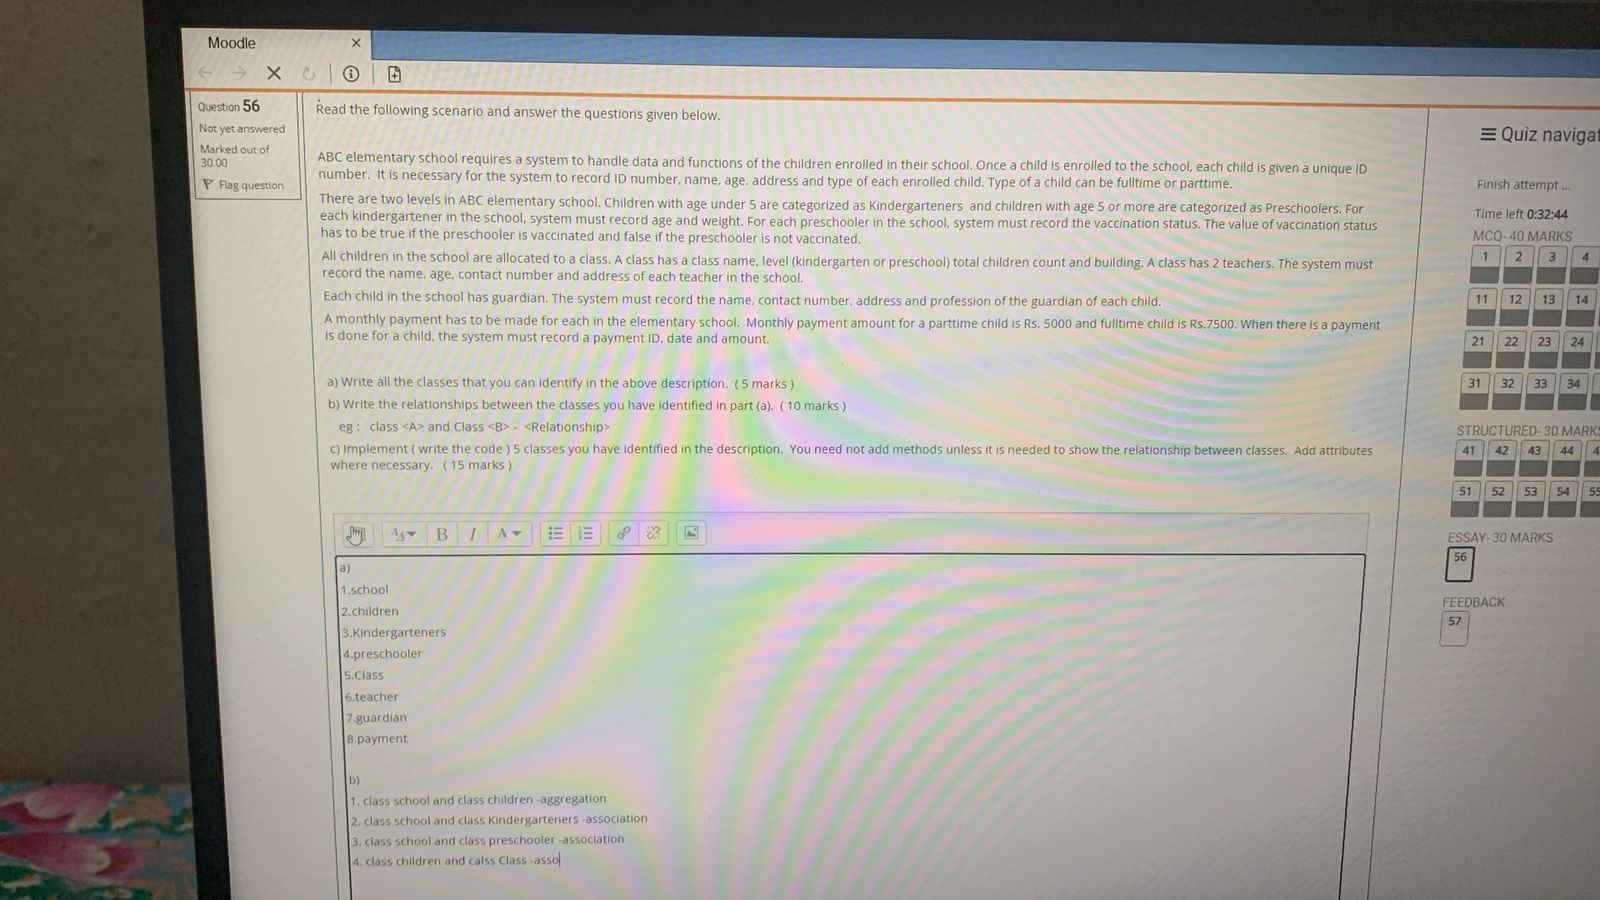 Moodle
Question 56
Not yet answered
Marked out of
30.00
Flag question
Read the following scenario and answer the questions given below.
ABC elementary school requires a system to handle data and functions of the children enrolled in their school. Once a child is enrolled to the school, each child is given a unique ID
number. It is necessary for the system to record ID number, name, age, address and type of each enrolled child. Type of a child can be fulltime or parttime.
There are two levels in ABC elementary school. Children with age under 5 are categorized as Kindergarteners and children with age 5 or more are categorized as Preschoolers. For
each kindergartener in the school, system must record age and weight. For each preschooler in the school, system must record the vaccination status. The value of vaccination status
has to be true if the preschooler is vaccinated and false if the preschooler is not vaccinated.
All children in the school are allocated to a class. A class has a class name, level (kindergarten or preschool) total children count and building. A class has 2 teachers. The system must
record the name, age, contact number and address of each teacher in the school.
Each child in the school has guardian. The system must record the name, contact number, address and profession of the guardian of each child.
A monthly payment has to be made for each in the elementary school. Monthly payment amount for a parttime child is Rs. 5000 and fulltime child is Rs.7500. When there is a payment
is done for a child, the system must record a payment ID, date and amount.
a) Write all the classes that you can identify in the above description. ( 5 marks )
b) Write the relationships between the classes you have identified in part (a). ( 10 marks )
eg : class <A> and Class <B> - <Relationship>
c) Implement ( write the code ) 5 classes you have identified in the description. You need not add methods unless it is needed to show the relationship between classes. Add attributes
where necessary. ( 15 marks )
B I A
a)
1.school
2.children
3.Kindergarteners
4.preschooler
5.Class
6.teacher
7.guardian
8.payment
b)
1. class school and class children -aggregation
2. class school and class Kindergarteners -association
3. class school and class preschooler -association
4. class children and calss Class -asso
Quiz navigat
Finish attempt ...
Time left 0:32:44
MCQ- 40 MARKS
1 2 3 4
11 12 13 14
21 22 23 24
31 32 33 34
STRUCTURED- 30 MARKS
41 42 43 44 4
51 52 53 54 55
ESSAY- 30 MARKS
56
FEEDBACK
57